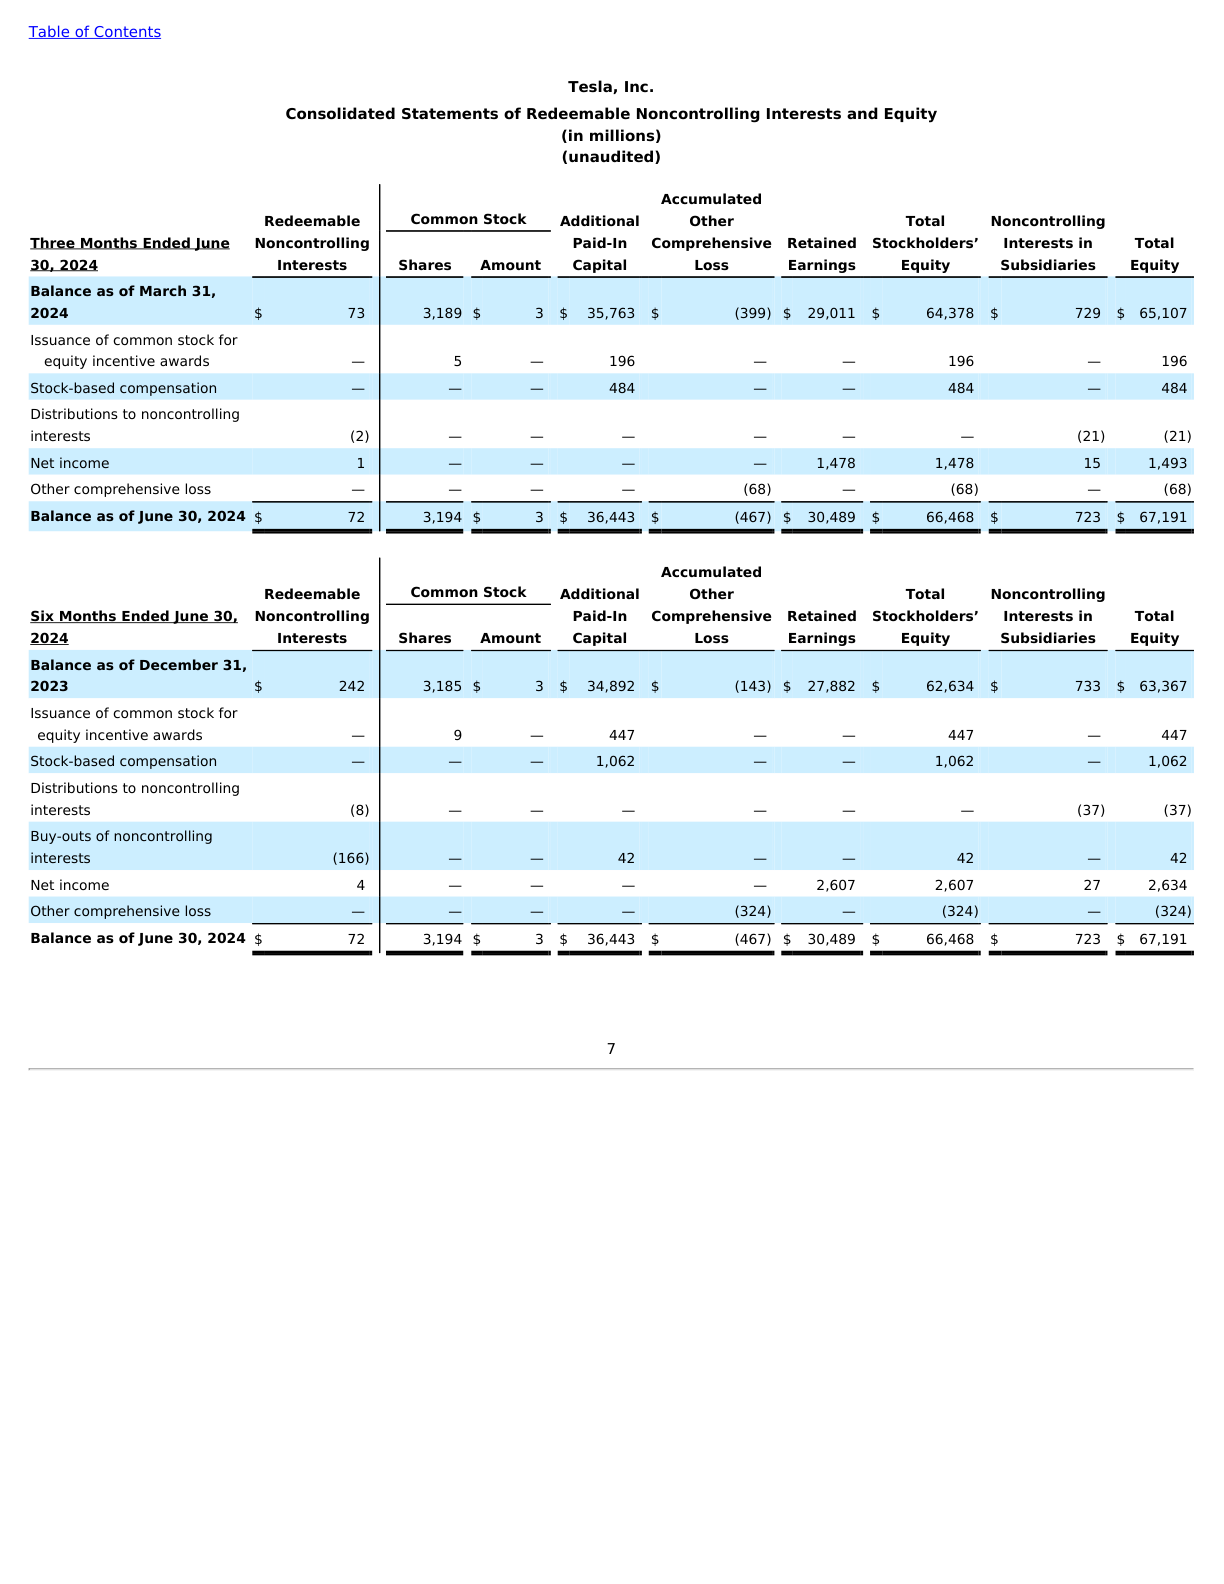 Table of Contents
Tesla, Inc.
Consolidated Statements of Redeemable Noncontrolling Interests and Equity
(in millions)
(unaudited)
Three Months Ended June 30, 2024 Redeemable Noncontrolling Interests Common Stock Shares Amount Additional Paid-In Capital Accumulated Other Comprehensive Loss Retained Earnings Total Stockholders’ Equity Noncontrolling Interests in Subsidiaries Total Equity
Balance as of March 31, 2024 $ 73 3,189 $ 3 $ 35,763 $ (399) $ 29,011 $ 64,378 $ 729 $ 65,107
Issuance of common stock for equity incentive awards — 5 — 196 — — 196 — 196
Stock-based compensation — — — 484 — — 484 — 484
Distributions to noncontrolling interests (2) — — — — — — (21) (21)
Net income 1 — — — — 1,478 1,478 15 1,493
Other comprehensive loss — — — — (68) — (68) — (68)
Balance as of June 30, 2024 $ 72 3,194 $ 3 $ 36,443 $ (467) $ 30,489 $ 66,468 $ 723 $ 67,191
Six Months Ended June 30, 2024 Redeemable Noncontrolling Interests Common Stock Shares Amount Additional Paid-In Capital Accumulated Other Comprehensive Loss Retained Earnings Total Stockholders’ Equity Noncontrolling Interests in Subsidiaries Total Equity
Balance as of December 31, 2023 $ 242 3,185 $ 3 $ 34,892 $ (143) $ 27,882 $ 62,634 $ 733 $ 63,367
Issuance of common stock for equity incentive awards — 9 — 447 — — 447 — 447
Stock-based compensation — — — 1,062 — — 1,062 — 1,062
Distributions to noncontrolling interests (8) — — — — — — (37) (37)
Buy-outs of noncontrolling interests (166) — — 42 — — 42 — 42
Net income 4 — — — — 2,607 2,607 27 2,634
Other comprehensive loss — — — — (324) — (324) — (324)
Balance as of June 30, 2024 $ 72 3,194 $ 3 $ 36,443 $ (467) $ 30,489 $ 66,468 $ 723 $ 67,191
7